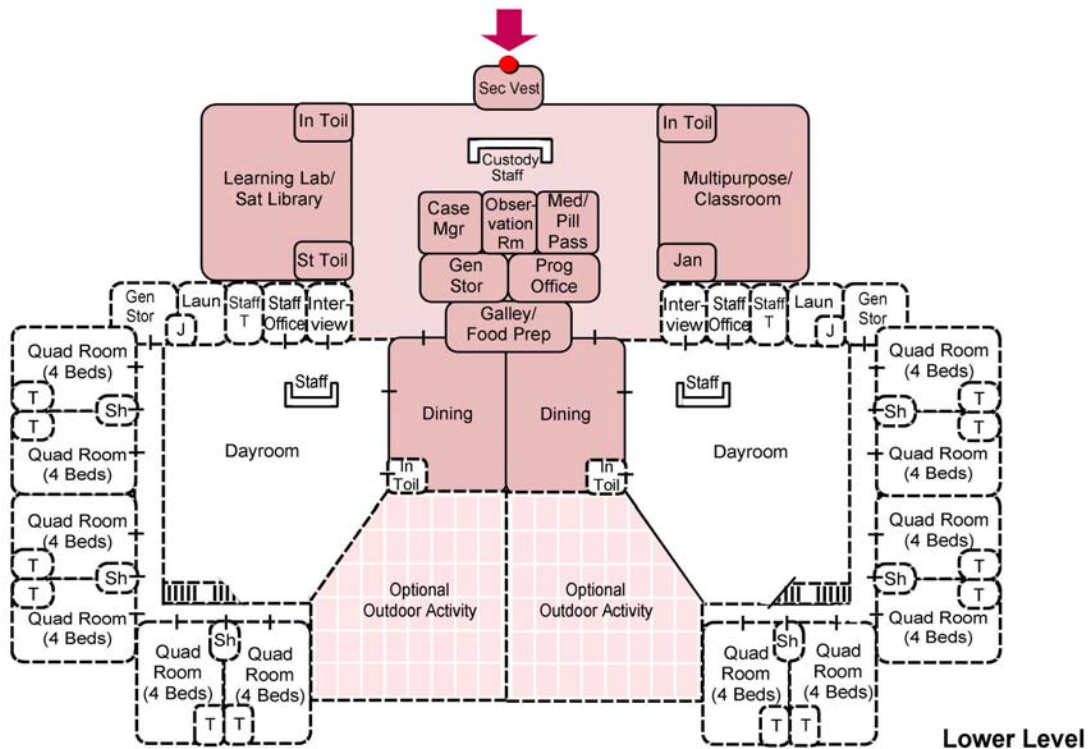 Sec Vest
In Toil
In Toil
Custody
Staff
Learning Lab/
Sat Library
Multipurpose/
Classroom
Case
Mgr
Obser-
vation
Rm
Med/
Pill
Pass
St Toil
Gen
Stor
Prog
Office
Jan
Gen
Stor
Laun
J
Staff
T
Staff
Office
Inter-
view
Galley/
Food Prep
Inter-
view
Staff
Office
Staff
T
Laun
J
Gen
Stor
Quad Room
(4 Beds)
T
Sh
T
Quad Room
(4 Beds)
Quad Room
(4 Beds)
T
Sh
T
Quad Room
(4 Beds)
Staff
Dayroom
Dining
Dining
In
Toil
In
Toil
Staff
Dayroom
Quad Room
(4 Beds)
T
Sh
T
Quad Room
(4 Beds)
Quad Room
(4 Beds)
T
Sh
T
Quad Room
(4 Beds)
Optional
Outdoor Activity
Optional
Outdoor Activity
Quad
Room
(4 Beds)
T
Sh
Quad
Room
(4 Beds)
T
Quad
Room
(4 Beds)
T
Sh
Quad
Room
(4 Beds)
T
Lower Level